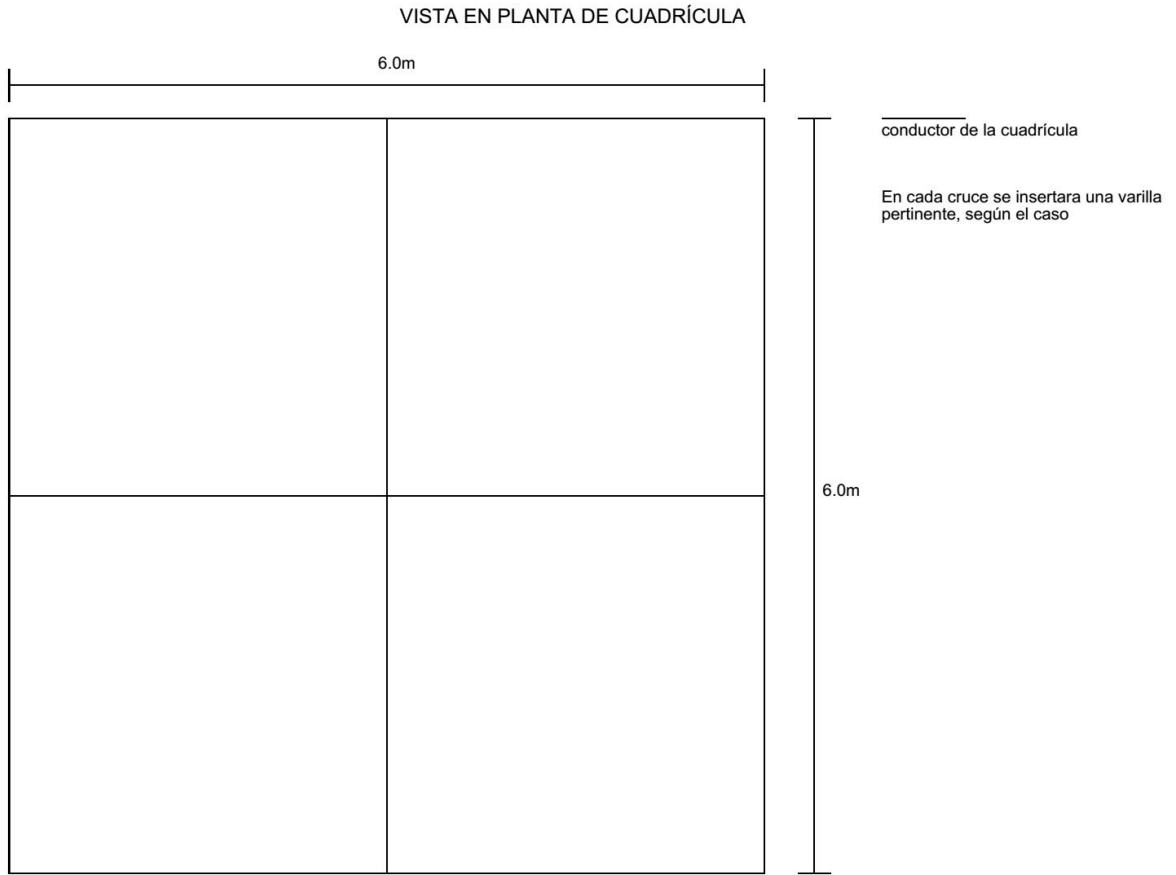 VISTA EN PLANTA DE CUADRÍCULA
6.0m
conductor de la cuadrícula
En cada cruce se insertara una varilla
pertinente, según el caso
6.0m